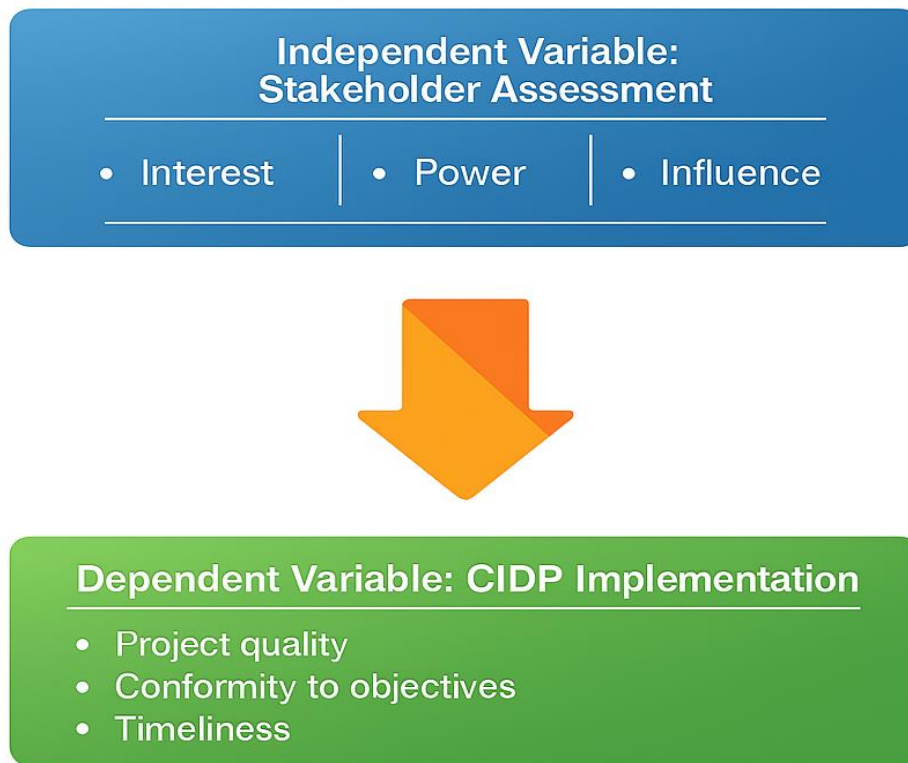 Independent Variable:
Stakeholder Assessment
• Interest • Power • Influence
Dependent Variable: CIDP Implementation
• Project quality
• Conformity to objectives
• Timeliness